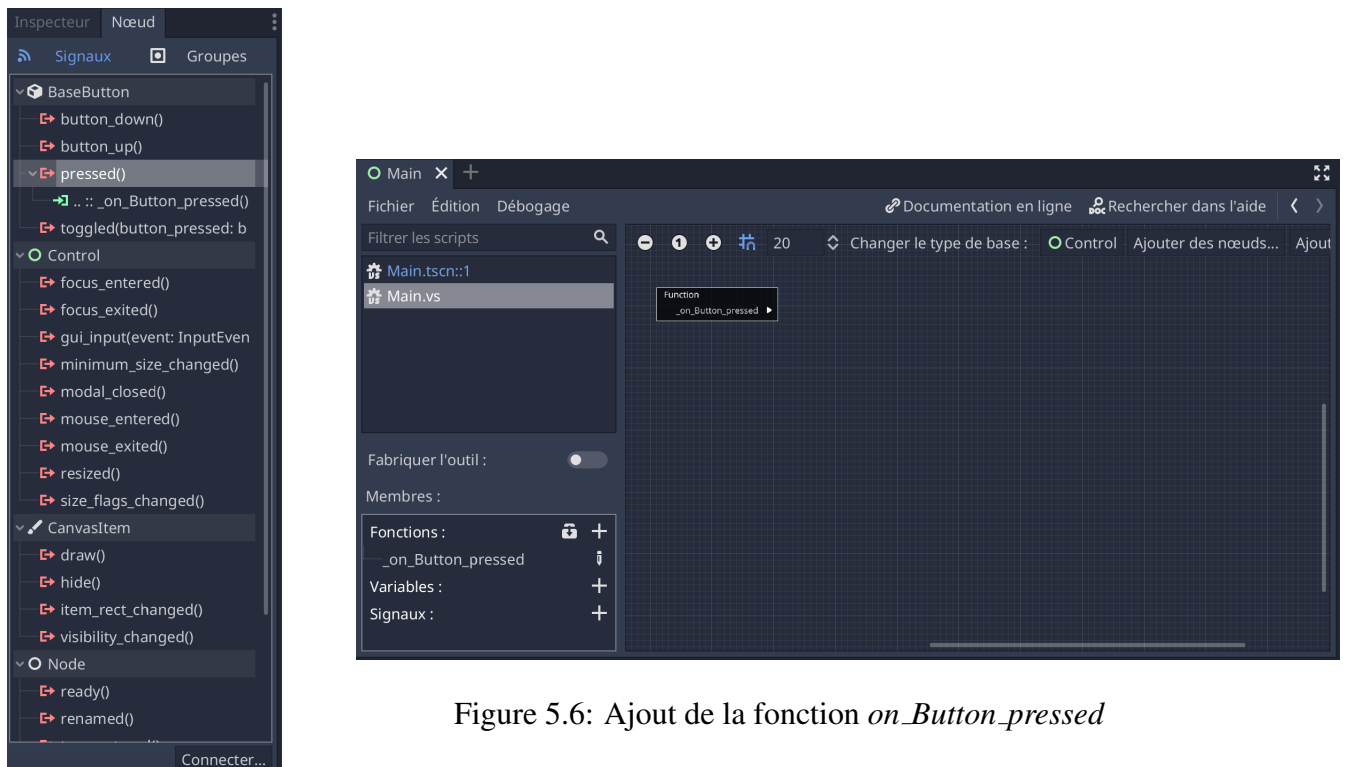 Inspecteur Nœud
Signaux Groupes
BaseButton
button_down()
button_up()
pressed()
.. :: _on_Button_pressed()
toggled(button_pressed: b
Control
focus_entered()
focus_exited()
gui_input(event: InputEven
minimum_size_changed()
modal_closed()
mouse_entered()
mouse_exited()
resized()
size_flags_changed()
CanvasItem
draw()
hide()
item_rect_changed()
visibility_changed()
Node
ready()
renamed()
Connecter...
Main
Fichier Édition Débogage Documentation en ligne Rechercher dans l'aide
Filtrer les scripts
20 Changer le type de base : Control Ajouter des nœuds... Ajout
Main.tscn::1
Main.vs
Function
_on_Button_pressed
Fabriquer l'outil :
Membres :
Fonctions :
_on_Button_pressed
Variables :
Signaux :
Figure 5.6: Ajout de la fonction on_Button_pressed